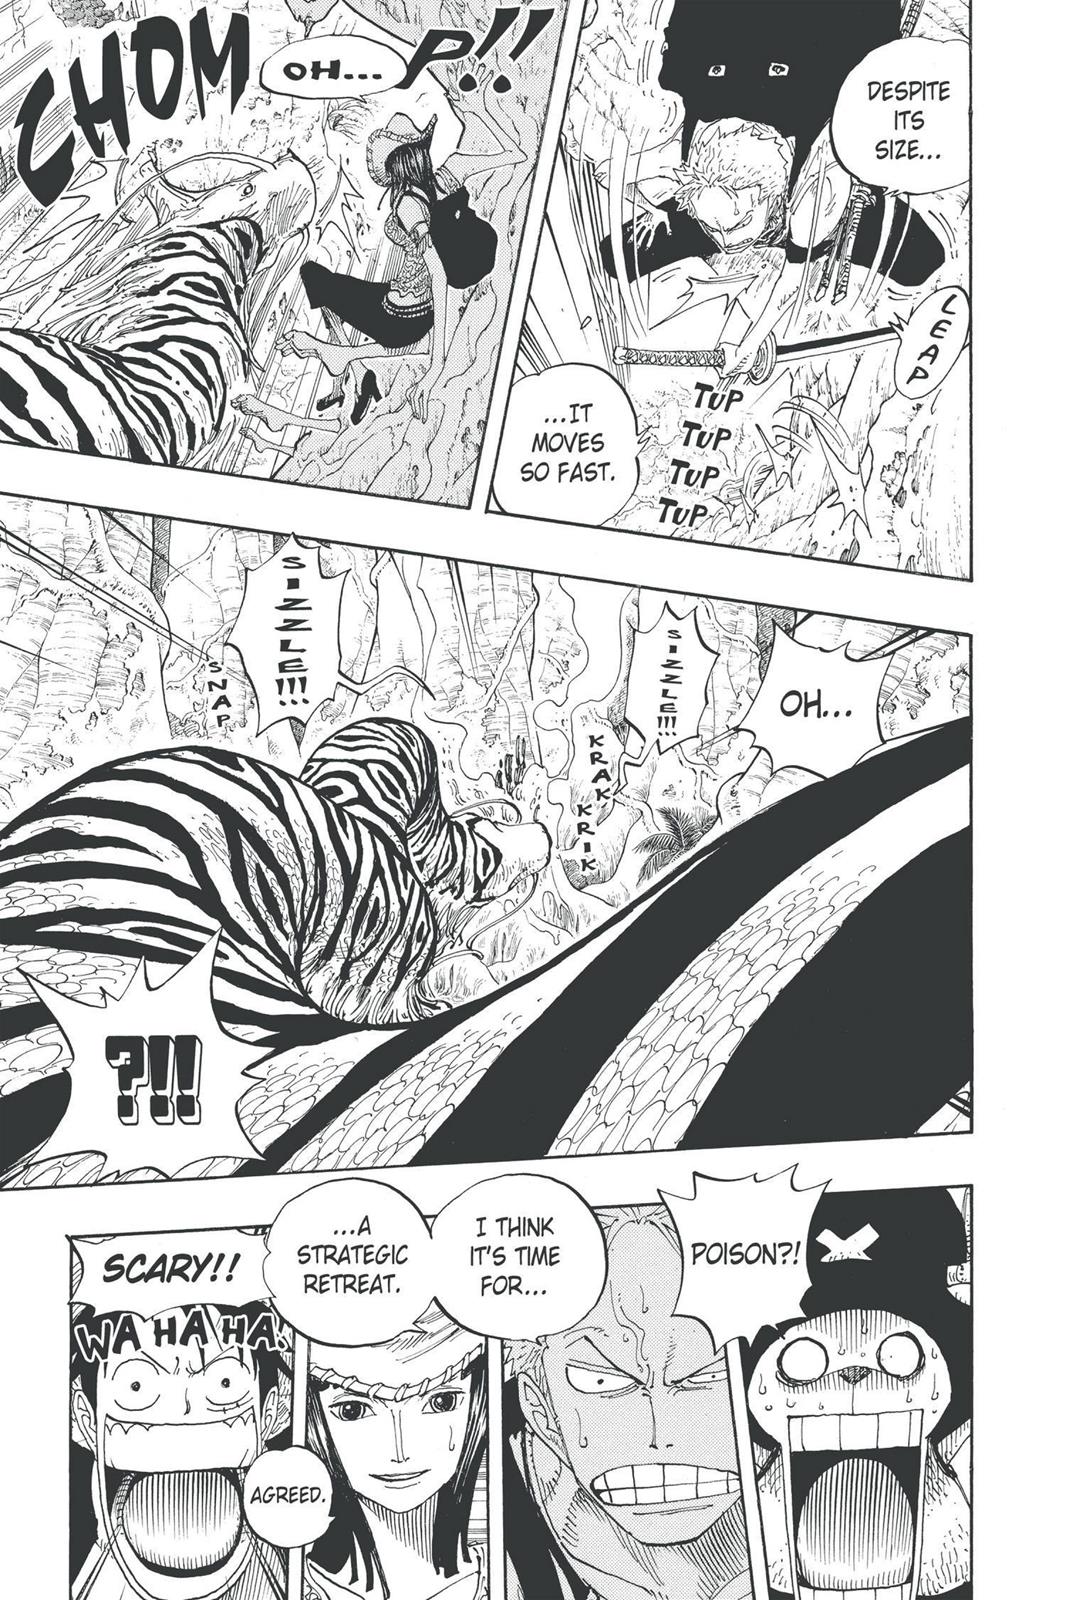 DESPITE
ITS
SIZE...
LEAP
...IT
MOVES
SO FAST.
TUP
TUP
TUP
TUP
CHOMP!!
OH...
OH...
SIZZLE!!!
KRAK
KRIK
SIZZLE!!!
SNAP
?!!
POISON?!
I THINK
IT'S TIME
FOR...
...A
STRATEGIC
RETREAT.
AGREED.
SCARY!!
WA HA HA!